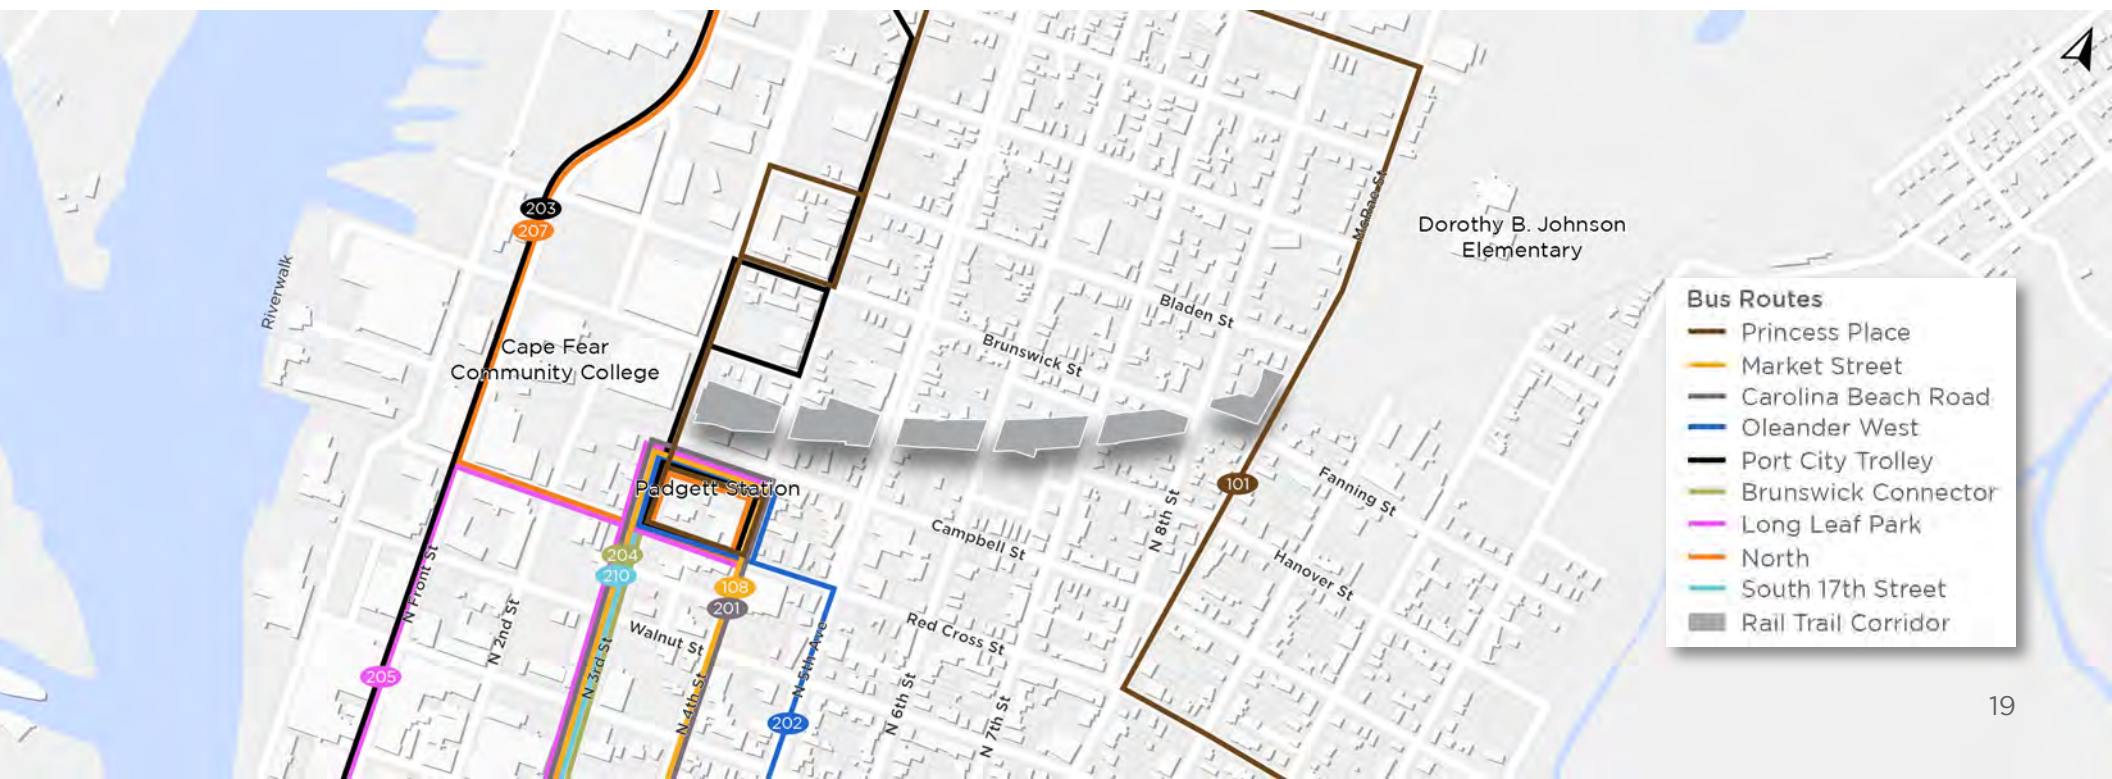 203
207
Riverwalk
McRae St
Dorothy B. Johnson
Elementary
Bladen St
Brunswick St
Cape Fear
Community College
Bus Routes
Princess Place
Market Street
Carolina Beach Road
Oleander West
Port City Trolley
Brunswick Connector
Long Leaf Park
North
South 17th Street
Rail Trail Corridor
Padgett Station
101
Fanning St
N 8th St
Campbell St
Hanover St
204
210
108
201
N Front St
N 2nd St
Walnut St
N 3rd St
N 4th St
N 5th Ave
Red Cross St
N 6th St
N 7th St
205
202
19